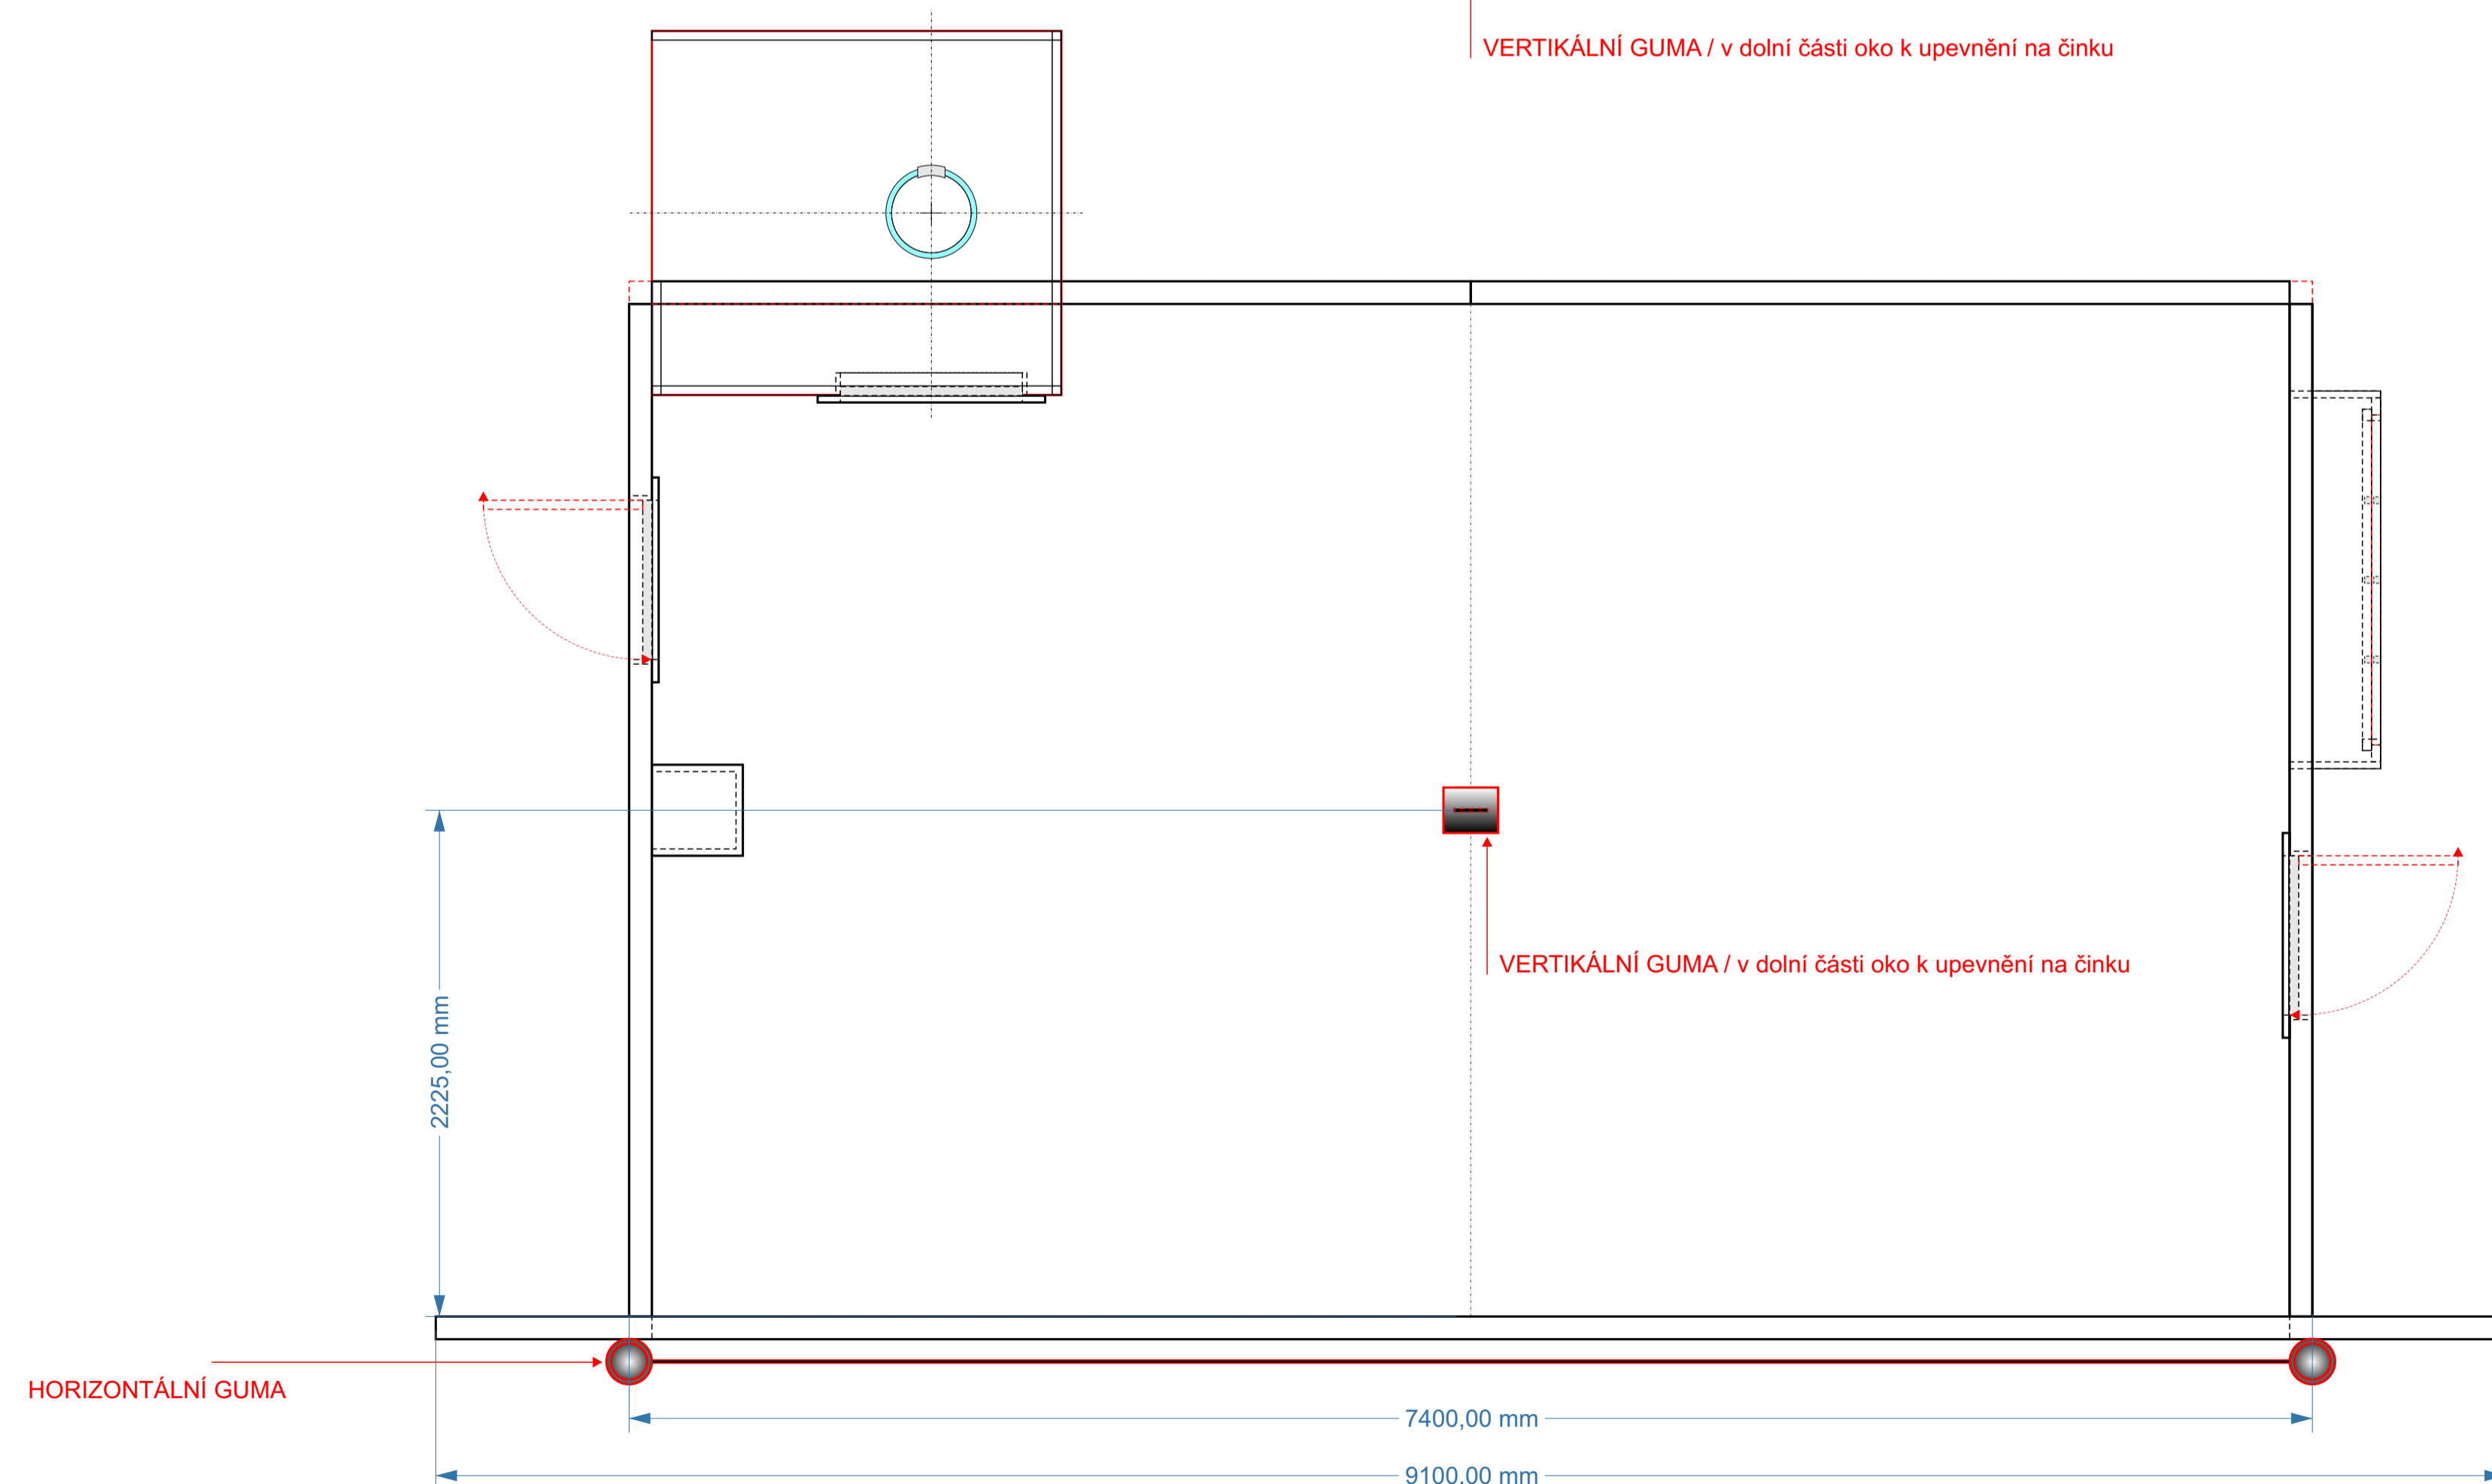 VERTIKÁLNÍ GUMA / v dolní části oko k upevnění na činku
VERTIKÁLNÍ GUMA / v dolní části oko k upevnění na činku
2225,00 mm
HORIZONTÁLNÍ GUMA
7400,00 mm
9100,00 mm